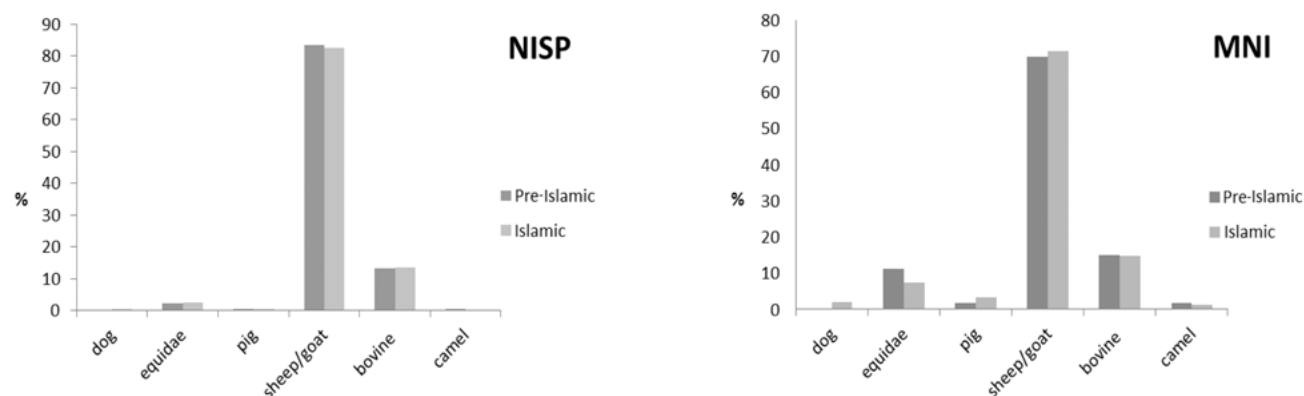 NISP
90
80
70
60
50
40
30
20
10
0
%
Pre-Islamic
Islamic
dog
equidae
pig
sheep/goat
bovine
camel
MNI
80
70
60
50
40
30
20
10
0
%
Pre-Islamic
Islamic
dog
equidae
pig
sheep/goat
bovine
camel